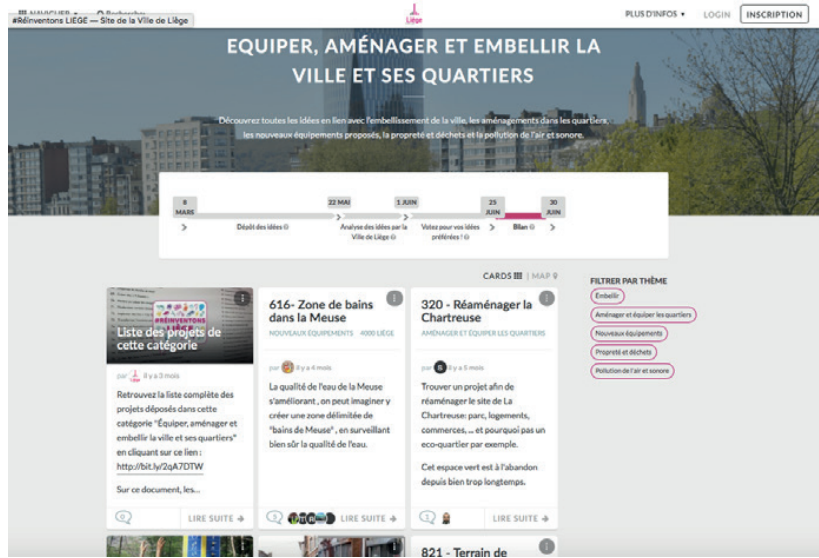 NAVIGUER
Rechercher
#Réinventons LIEGE — Site de la Ville de Liège
Liège
PLUS D'INFOS
LOGIN
INSCRIPTION
EQUIPER, AMÉNAGER ET EMBELLIR LA
VILLE ET SES QUARTIERS
Découvrez toutes les idées en lien avec l'embellissement de la ville, les aménagements dans les quartiers,
les nouveaux équipements proposés, la propreté et déchets et la pollution de l'air et sonore.
8
MARS
22 MAI
1 JUIN
25
JUIN
30
JUIN
Dépôt des idées
Analyse des idées par la
Ville de Liège
Votez pour vos idées
préférées !
Bilan
CARDS | MAP
FILTRER PAR THÈME
Embellir
Aménager et équiper les quartiers
Nouveaux équipements
Propreté et déchets
Pollution de l'air et sonore
#RÉINVENTONS
LIÈGE
Liste des projets de
cette catégorie
par il y a 3 mois
Retrouvez la liste complète des
projets déposés dans cette
catégorie "Équiper, aménager et
embellir la ville et ses quartiers"
en cliquant sur ce lien :
http://bit.ly/2qA7DTW
Sur ce document, les...
0
LIRE SUITE →
616- Zone de bains
dans la Meuse
NOUVEAUX ÉQUIPEMENTS 4000 LIÈGE
par il y a 4 mois
La qualité de l'eau de la Meuse
s'améliorant , on peut imaginer y
créer une zone délimitée de
"bains de Meuse" , en surveillant
bien sûr la qualité de l'eau.
LIRE SUITE →
320 - Réaménager la
Chartreuse
AMÉNAGER ET ÉQUIPER LES QUARTIERS
par il y a 5 mois
Trouver un projet afin de
réaménager le site de La
Chartreuse: parc, logements,
commerces, ... et pourquoi pas un
eco-quartier par exemple.
Cet espace vert est à l'abandon
depuis bien trop longtemps.
1
LIRE SUITE →
821 - Terrain de